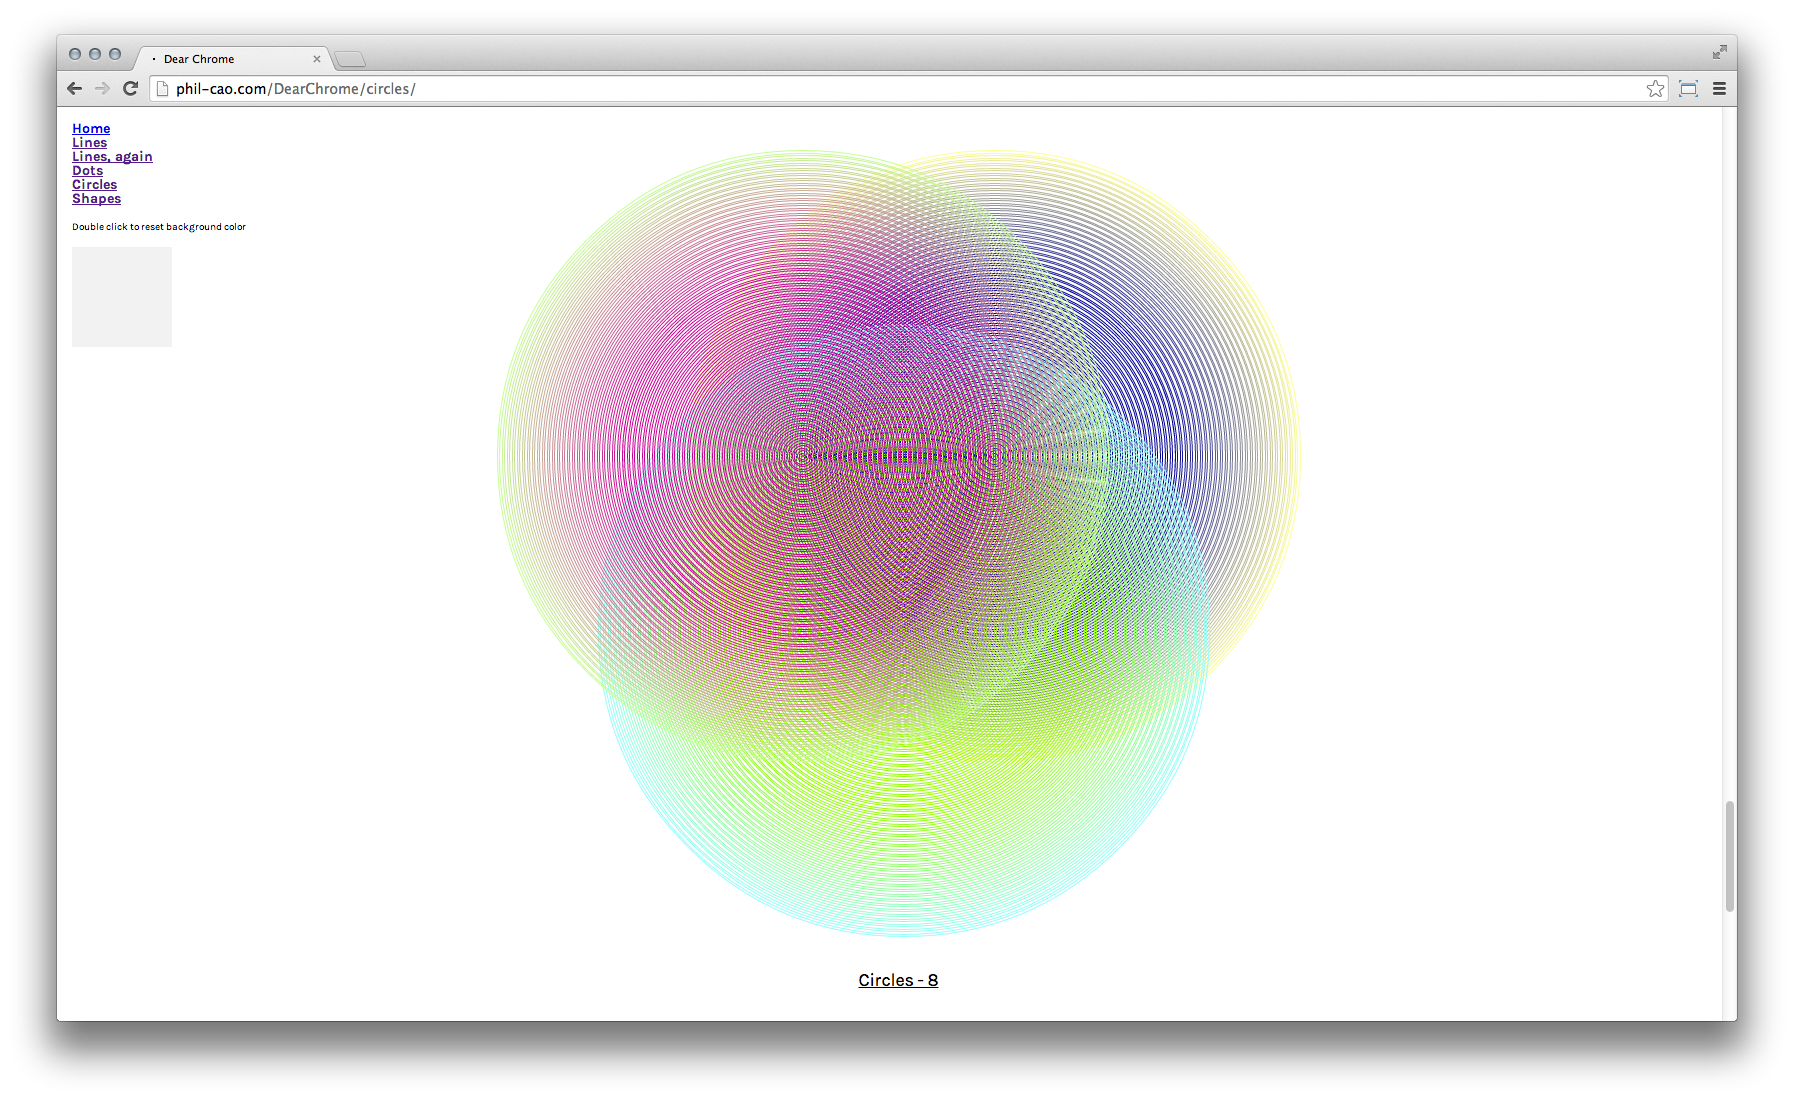 Dear Chrome
phil-cao.com/DearChrome/circles/
Home
Lines
Lines, again
Dots
Circles
Shapes
Double click to reset background color
Circles - 8